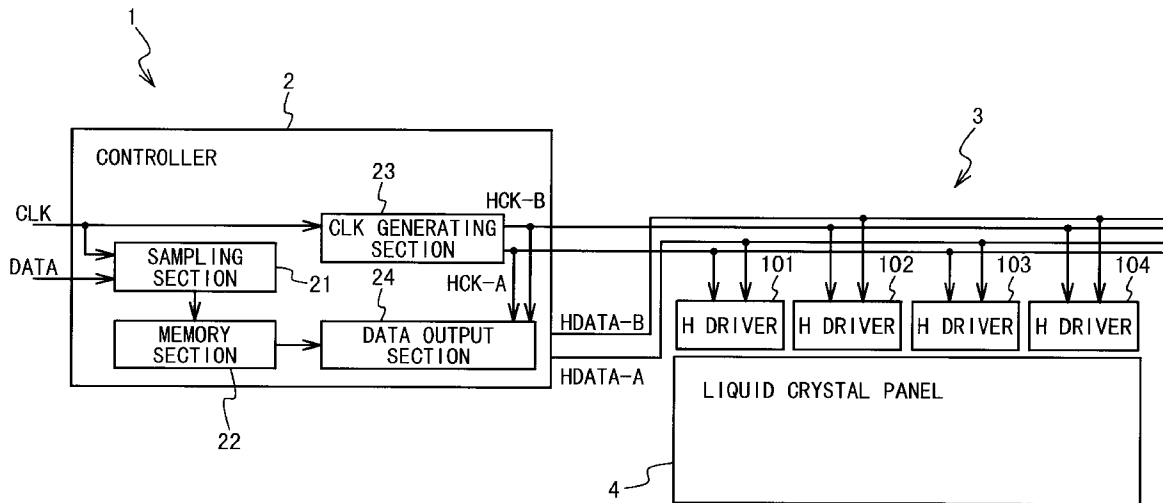 1
2
3
CONTROLLER
23
HCK-B
CLK
CLK GENERATING
SECTION
DATA
SAMPLING
SECTION
21
HCK-A
24
101
102
103
104
MEMORY
SECTION
DATA OUTPUT
SECTION
HDATA-B
HDATA-A
H DRIVER
H DRIVER
H DRIVER
H DRIVER
22
LIQUID CRYSTAL PANEL
4